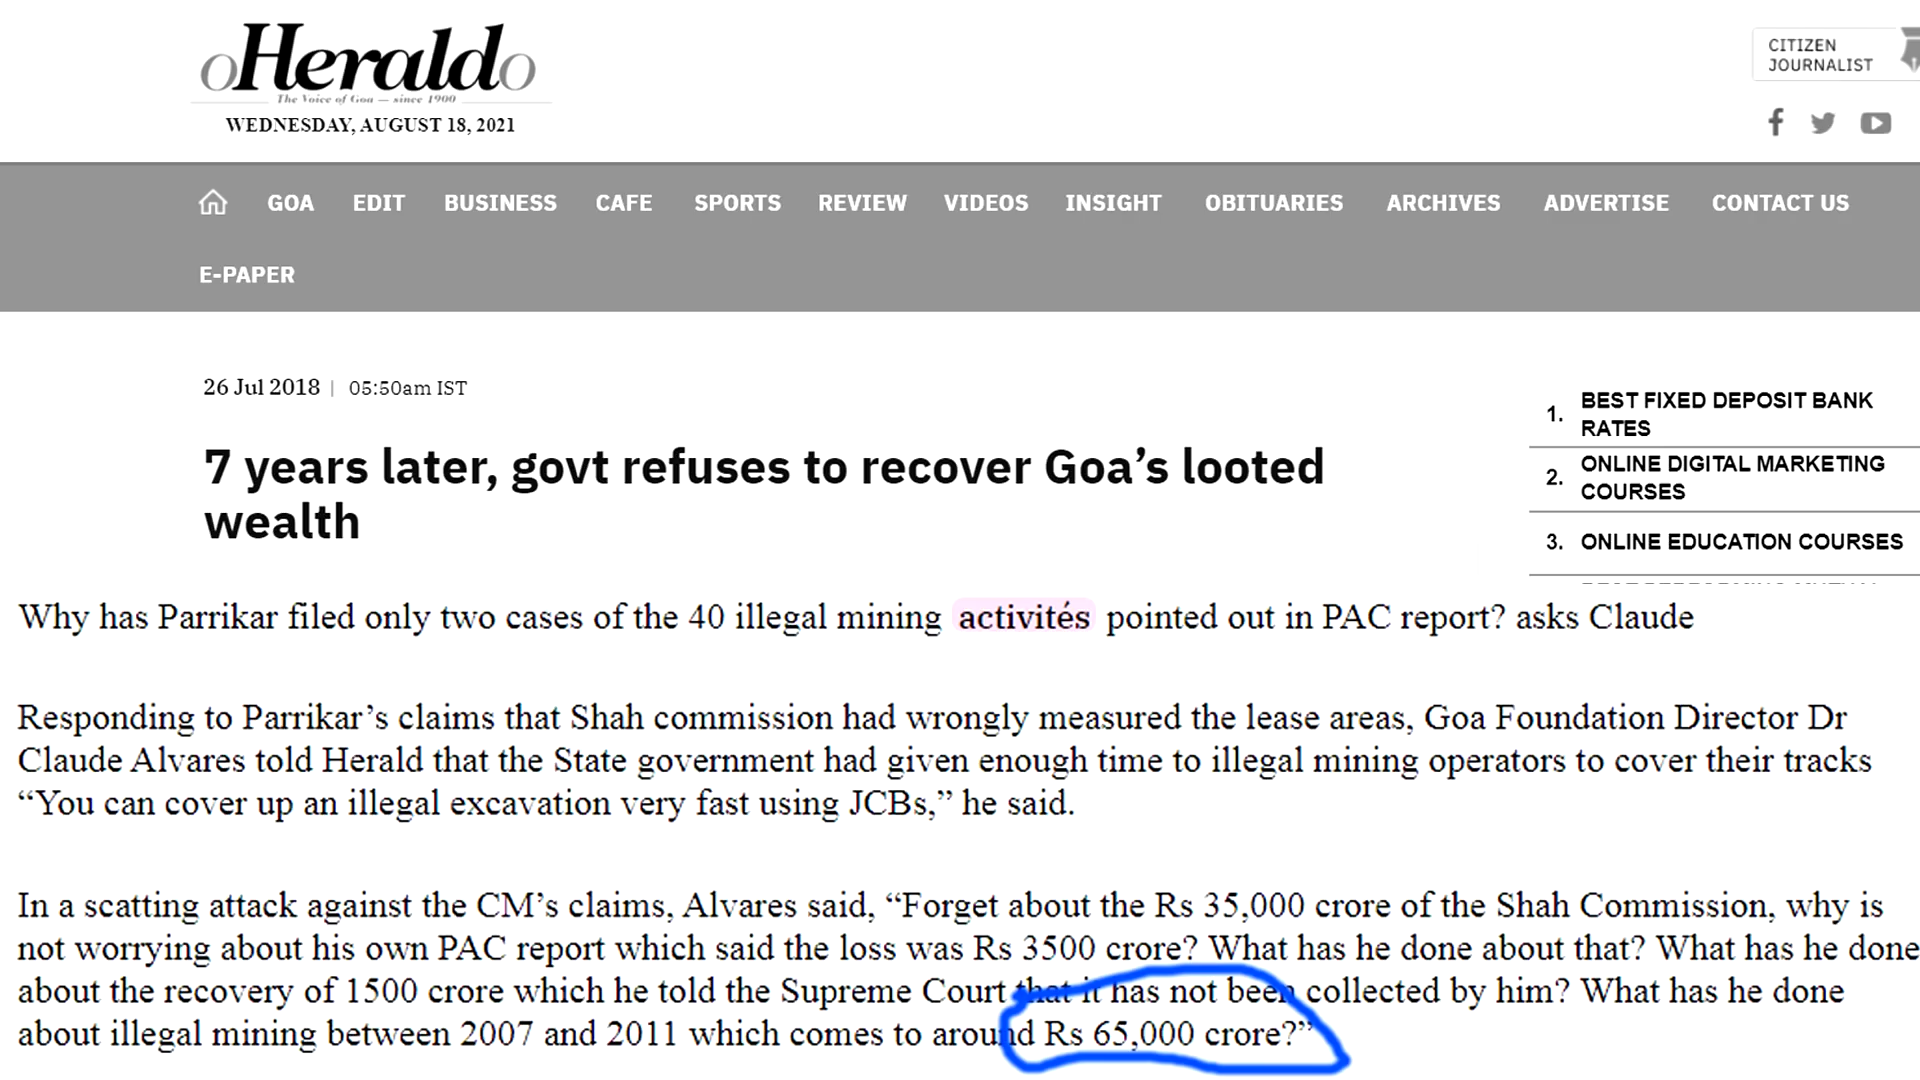 oHeraldo
The Voice of Goa — since 1900
WEDNESDAY, AUGUST 18, 2021
CITIZEN
JOURNALIST
GOA EDIT BUSINESS CAFE SPORTS REVIEW VIDEOS INSIGHT OBITUARIES ARCHIVES ADVERTISE CONTACT US
E-PAPER
26 Jul 2018 | 05:50am IST
7 years later, govt refuses to recover Goa’s looted
wealth
1. BEST FIXED DEPOSIT BANK
RATES
2. ONLINE DIGITAL MARKETING
COURSES
3. ONLINE EDUCATION COURSES
Why has Parrikar filed only two cases of the 40 illegal mining activités pointed out in PAC report? asks Claude
Responding to Parrikar’s claims that Shah commission had wrongly measured the lease areas, Goa Foundation Director Dr
Claude Alvares told Herald that the State government had given enough time to illegal mining operators to cover their tracks
“You can cover up an illegal excavation very fast using JCBs,” he said.
In a scatting attack against the CM’s claims, Alvares said, “Forget about the Rs 35,000 crore of the Shah Commission, why is
not worrying about his own PAC report which said the loss was Rs 3500 crore? What has he done about that? What has he done
about the recovery of 1500 crore which he told the Supreme Court that it has not been collected by him? What has he done
about illegal mining between 2007 and 2011 which comes to around Rs 65,000 crore?”